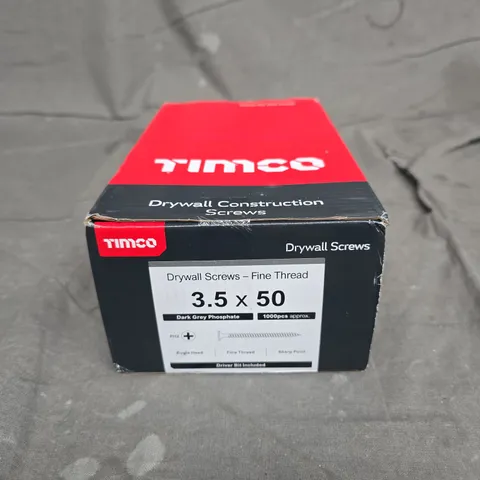 TIMCO
Drywall Construction
Screws
TIMCO
Drywall Screws
Drywall Screws – Fine Thread
3.5 x 50
Dark Grey Phosphate
1000pcs approx.
PH2
Bugle Head
Fine Thread
Sharp Point
Driver Bit Included